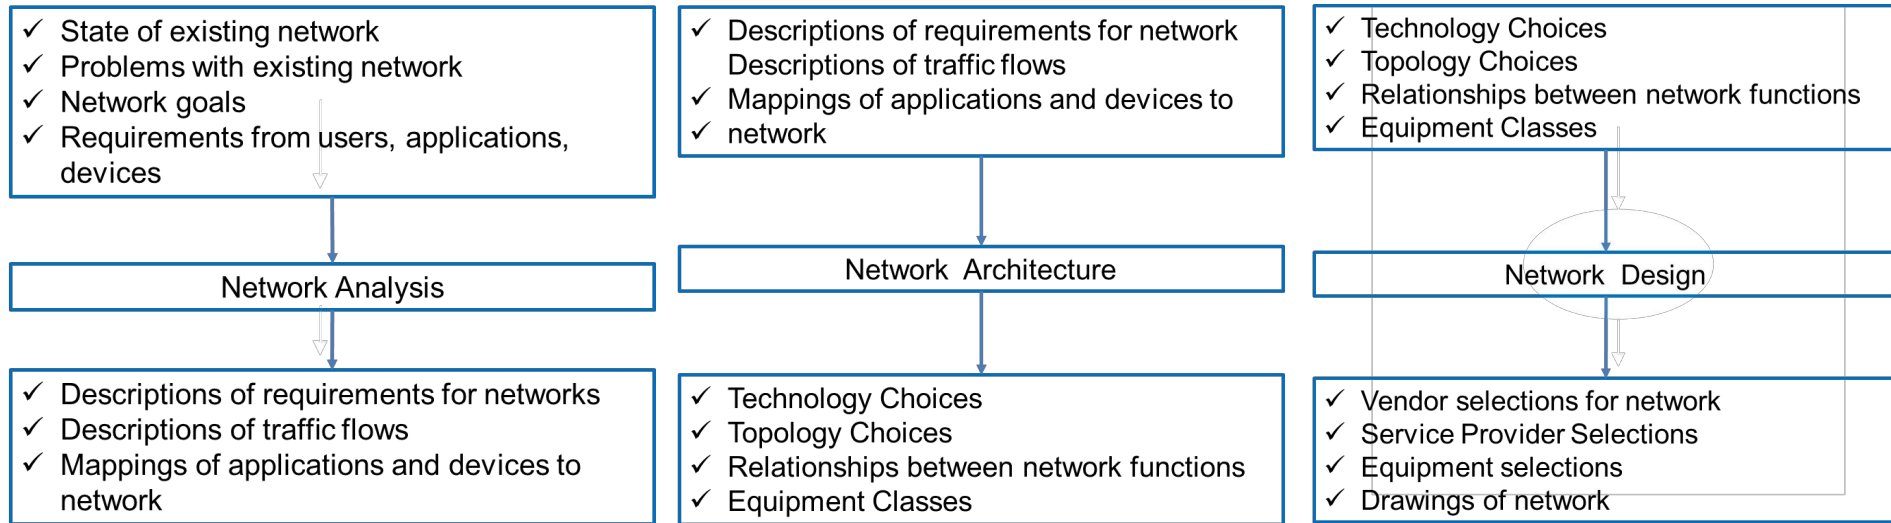 ✓ State of existing network
✓ Problems with existing network
✓ Network goals
✓ Requirements from users, applications,
devices
Network Analysis
✓ Descriptions of requirements for networks
✓ Descriptions of traffic flows
✓ Mappings of applications and devices to
network
✓ Descriptions of requirements for network
Descriptions of traffic flows
✓ Mappings of applications and devices to
✓ network
Network Architecture
✓ Technology Choices
✓ Topology Choices
✓ Relationships between network functions
✓ Equipment Classes
✓ Technology Choices
✓ Topology Choices
✓ Relationships between network functions
✓ Equipment Classes
Network Design
✓ Vendor selections for network
✓ Service Provider Selections
✓ Equipment selections
✓ Drawings of network